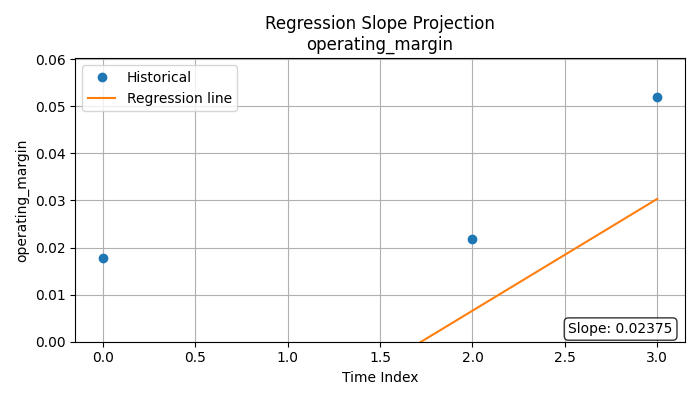 Regression Slope Projection
operating_margin
Historical
Regression line
operating_margin
0.06
0.05
0.04
0.03
0.02
0.01
0.00
Slope: 0.02375
0.0 0.5 1.0 1.5 2.0 2.5 3.0
Time Index